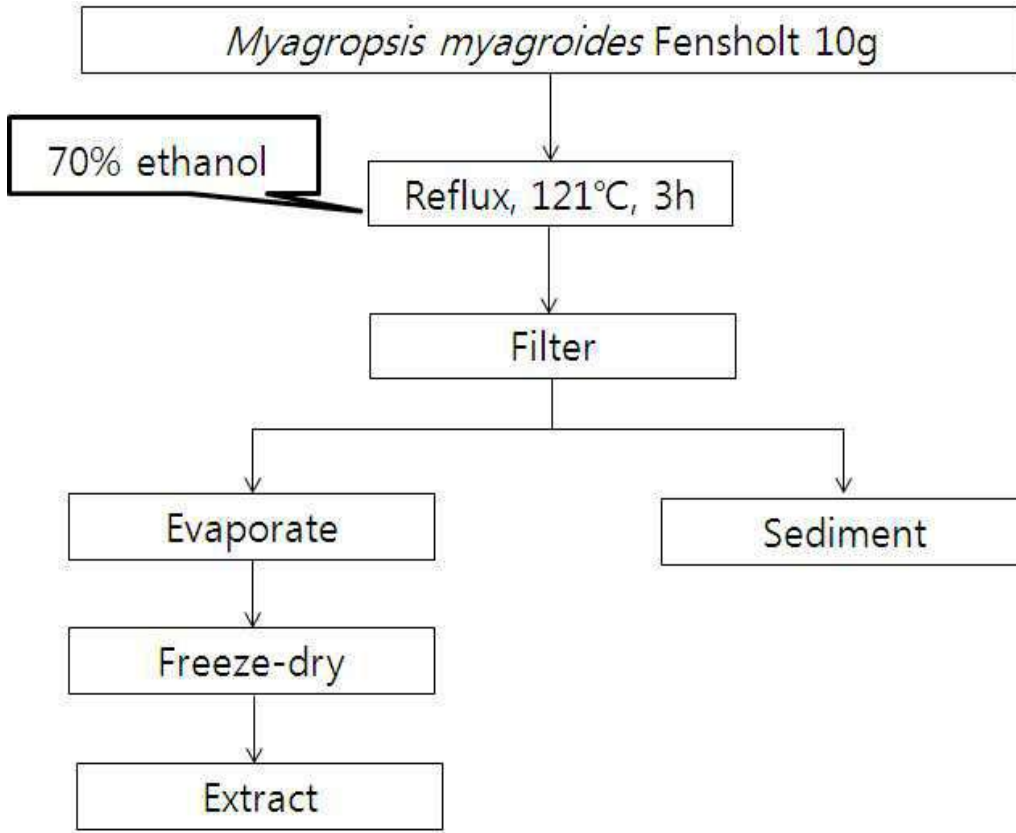 Myagropsis myagroides Fensholt 10g
70% ethanol
Reflux, 121℃, 3h
Filter
Evaporate
Sediment
Freeze-dry
Extract